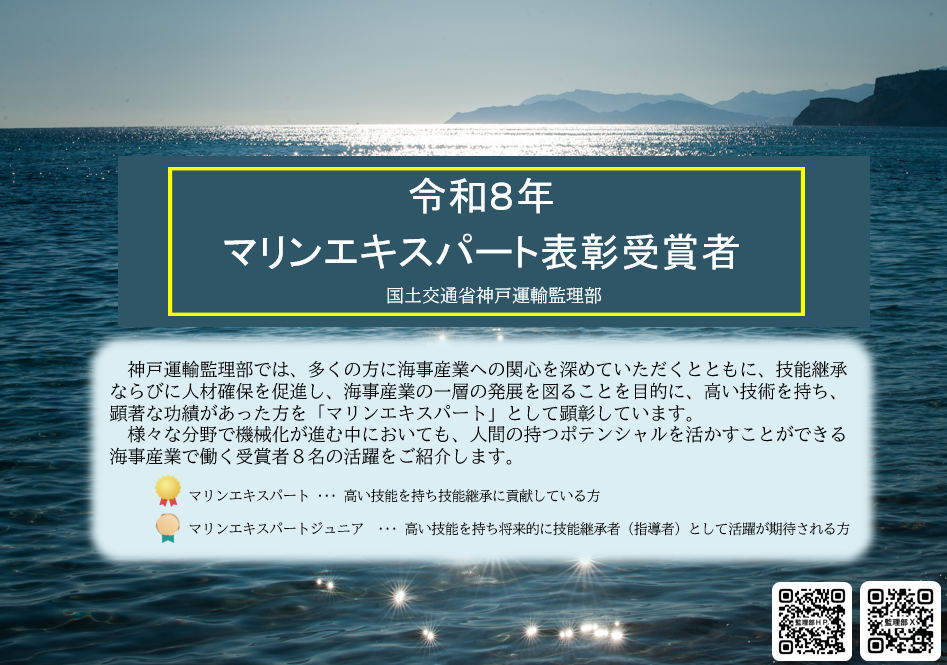 令和８年
マリンエキスパート表彰受賞者
国土交通省神戸運輸監理部
神戸運輸監理部では、多くの方に海事産業への関心を深めていただくとともに、技能継承
ならびに人材確保を促進し、海事産業の一層の発展を図ることを目的に、高い技術を持ち、
顕著な功績があった方を「マリンエキスパート」として顕彰しています。
様々な分野で機械化が進む中においても、人間の持つポテンシャルを活かすことができる
海事産業で働く受賞者８名の活躍をご紹介します。
マリンエキスパート ･･･ 高い技能を持ち技能継承に貢献している方
マリンエキスパートジュニア ･･･ 高い技能を持ち将来的に技能継承者（指導者）として活躍が期待される方
監理部ＨＰ
監理部Ｘ